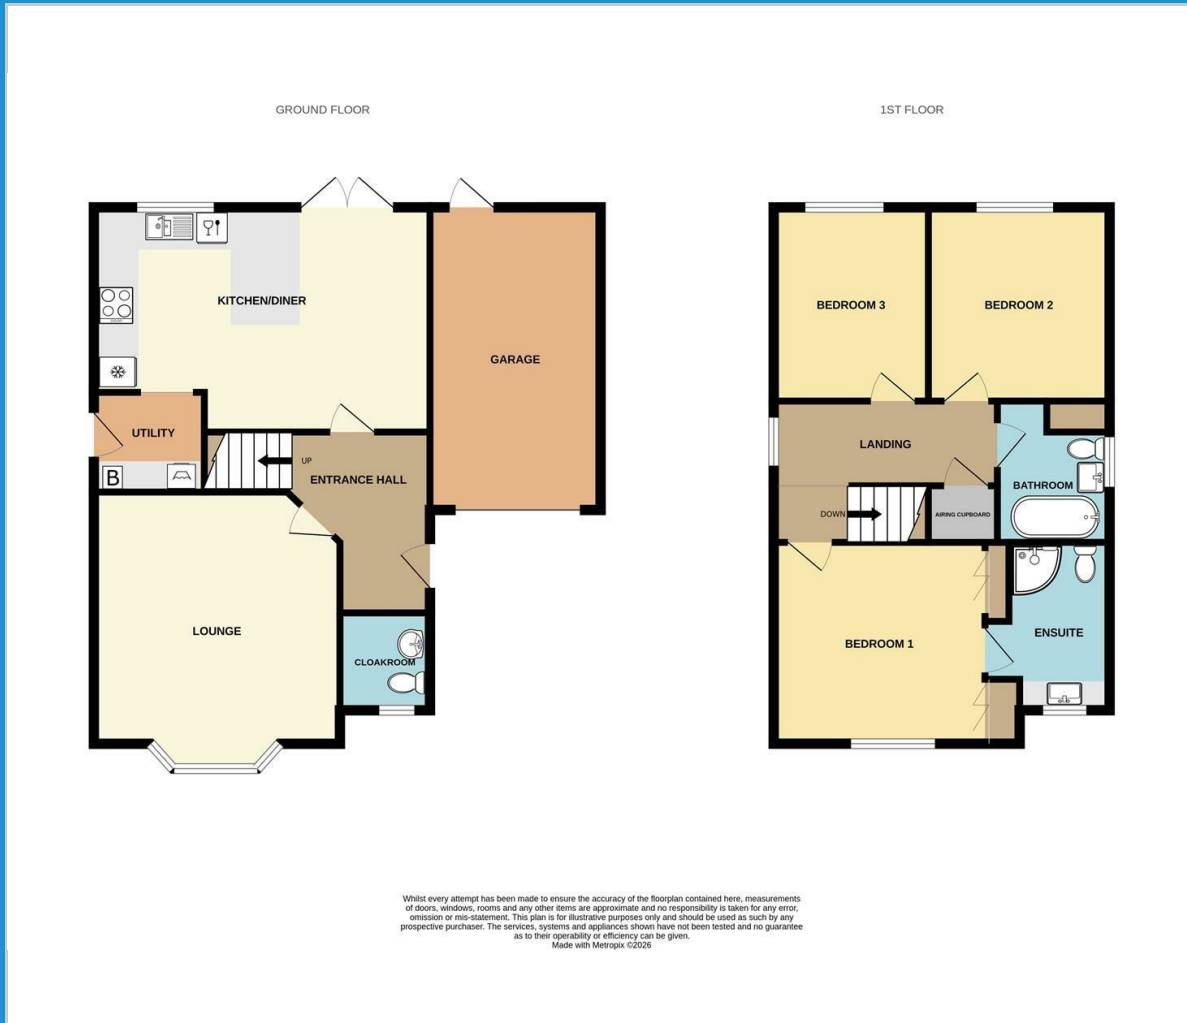 GROUND FLOOR
1ST FLOOR
KITCHEN/DINER
GARAGE
UTILITY
B
UP
ENTRANCE HALL
LOUNGE
CLOAKROOM
BEDROOM 3
BEDROOM 2
LANDING
BATHROOM
DOWN
AIRING CUPBOARD
BEDROOM 1
ENSUITE
Whilst every attempt has been made to ensure the accuracy of the floorplan contained here, measurements
of doors, windows, rooms and any other items are approximate and no responsibility is taken for any error,
omission or mis-statement. This plan is for illustrative purposes only and should be used as such by any
prospective purchaser. The services, systems and appliances shown have not been tested and no guarantee
as to their operability or efficiency can be given.
Made with Metropix ©2026